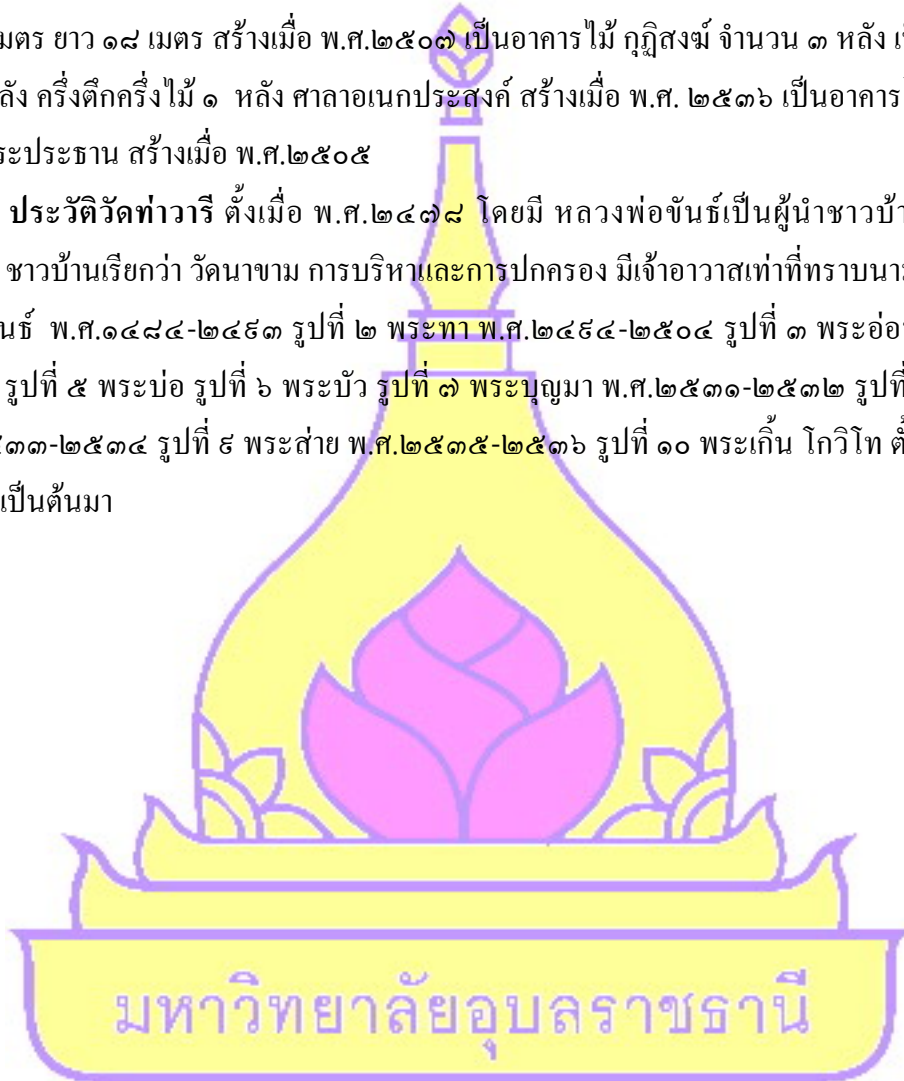 เมตร ยาว ๑๘ เมตร สร้างเมื่อ พ.ศ.๒๕๐๗ เป็นอาคารไม้ กุฏิสงฆ์ จำนวน ๓ หลัง
ครึ่งตึกครึ่งไม้ ๑ หลัง ศาลาอเนกประสงค์ สร้างเมื่อ พ.ศ. ๒๕๓๖ เป็นอาคาร
สร้างเมื่อ พ.ศ.๒๕๐๕
ประวัติวัดท่าวารี ตั้งเมื่อ พ.ศ.๒๔๗๘ โดยมี หลวงพ่อขันธ์เป็นผู้นำชาวบ้า
ชาวบ้านเรียกว่า วัดนาขาม การบริหาและการปกครอง มีเจ้าอาวาสเท่าที่ทราบนา
นธ์ พ.ศ.๑๔๘๔-๒๔๙๓ รูปที่ ๒ พระทา พ.ศ.๒๔๙๔-๒๕๐๔ รูปที่ ๓ พระอ่อ
รูปที่ ๕ พระบ่อ รูปที่ ๖ พระบัว รูปที่ ๗ พระบุญมา พ.ศ.๒๕๓๑-๒๕๓๒ รูปที่
๓๓-๒๕๓๔ รูปที่ ๙ พระส่าย พ.ศ.๒๕๓๕-๒๕๓๖ รูปที่ ๑๐ พระเกิ้น โกวิโท ตั้
เป็นต้นมา
มหาวิทยาลัยอุบลราชธานี